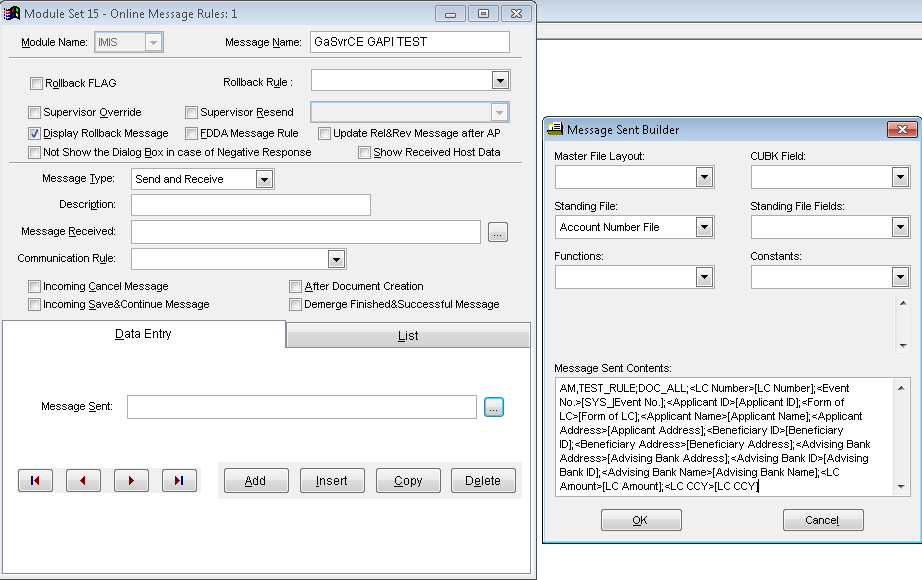 Module Set 15 - Online Message Rules: 1
Module Name: IMIS Message Name: GaSvrCE GAPI TEST
Rollback FLAG Rollback Rule :
Supervisor Override Supervisor Resend
Display Rollback Message FDDA Message Rule Update Rel&Rev Message after AP
Not Show the Dialog Box in case of Negative Response Show Received Host Data
Message Type: Send and Receive
Description:
Message Received: ...
Communication Rule:
Incoming Cancel Message After Document Creation
Incoming Save&Continue Message Demerge Finished&Successful Message
Data Entry List
Message Sent: ...
Add Insert Copy Delete
Message Sent Builder
Master File Layout: CUBK Field:
Standing File: Standing File Fields:
Account Number File
Functions: Constants:
Message Sent Contents:
AM,TEST_RULE;DOC_ALL;<LC Number>[LC Number];<Event
No.>[SYS_]Event No.];<Applicant ID>[Applicant ID];<Form of
LC>[Form of LC];<Applicant Name>[Applicant Name];<Applicant
Address>[Applicant Address];<Beneficiary ID>[Beneficiary
ID];<Beneficiary Address>[Beneficiary Address];<Advising Bank
Address>[Advising Bank Address];<Advising Bank ID>[Advising
Bank ID];<Advising Bank Name>[Advising Bank Name];<LC
Amount>[LC Amount];<LC CCY>[LC CCY]
OK Cancel